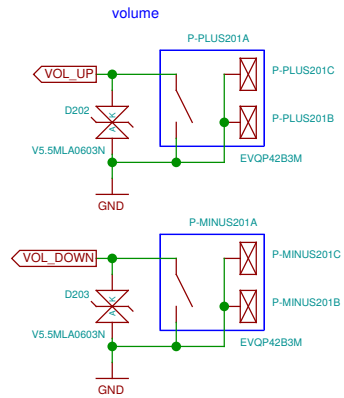 volume
P-PLUS201A
VOL_UP
P-PLUS201C
D202
A K
P-PLUS201B
V5.5MLA0603N
EVQP42B3M
GND
P-MINUS201A
VOL_DOWN
P-MINUS201C
D203
A K
P-MINUS201B
V5.5MLA0603N
EVQP42B3M
GND